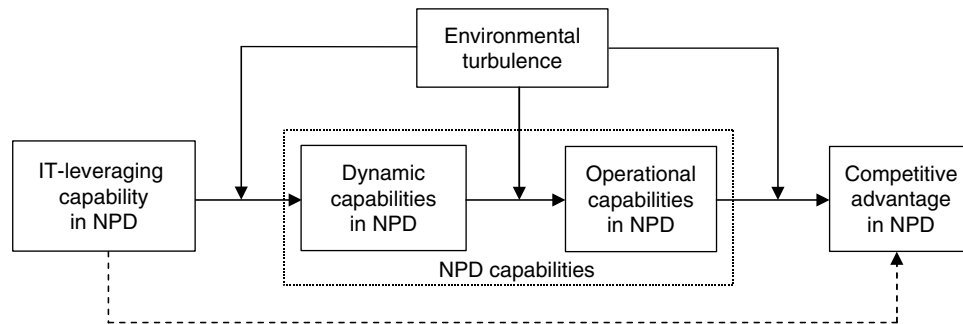 Environmental
turbulence
IT-leveraging
capability
in NPD
Dynamic
capabilities
in NPD
Operational
capabilities
in NPD
Competitive
advantage
in NPD
NPD capabilities